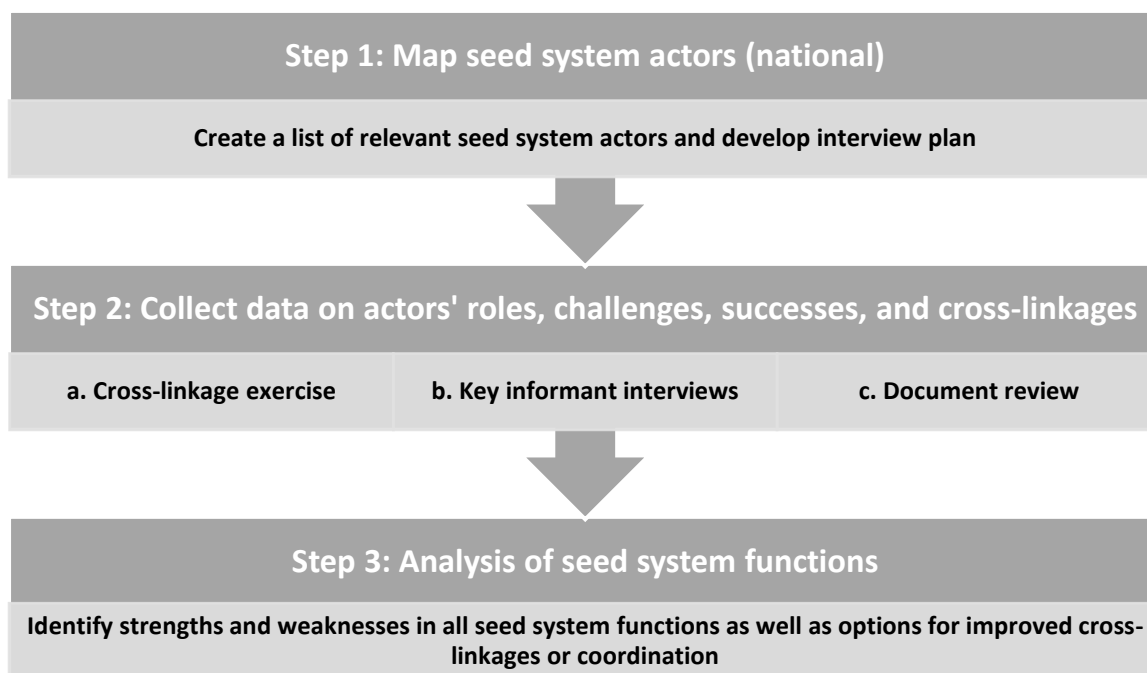 Step 1: Map seed system actors (national)
Create a list of relevant seed system actors and develop interview plan
Step 2: Collect data on actors' roles, challenges, successes, and cross-linkages
a. Cross-linkage exercise
b. Key informant interviews
c. Document review
Step 3: Analysis of seed system functions
Identify strengths and weaknesses in all seed system functions as well as options for improved cross-
linkages or coordination